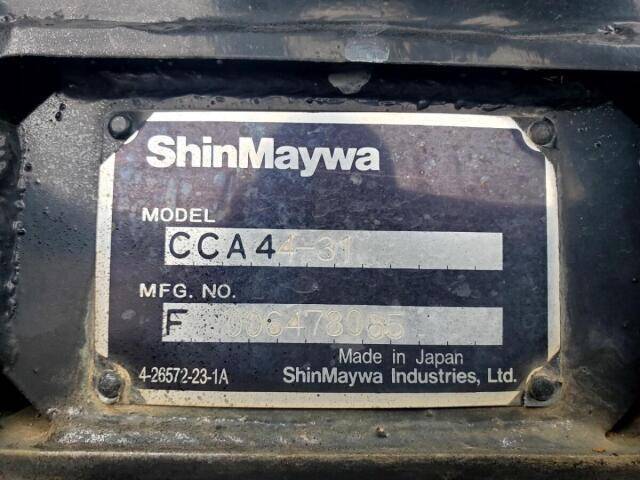 ShinMaywa
MODEL
CCA44-31
MFG. NO.
F
Made in Japan
4-26572-23-1A
ShinMaywa Industries, Ltd.